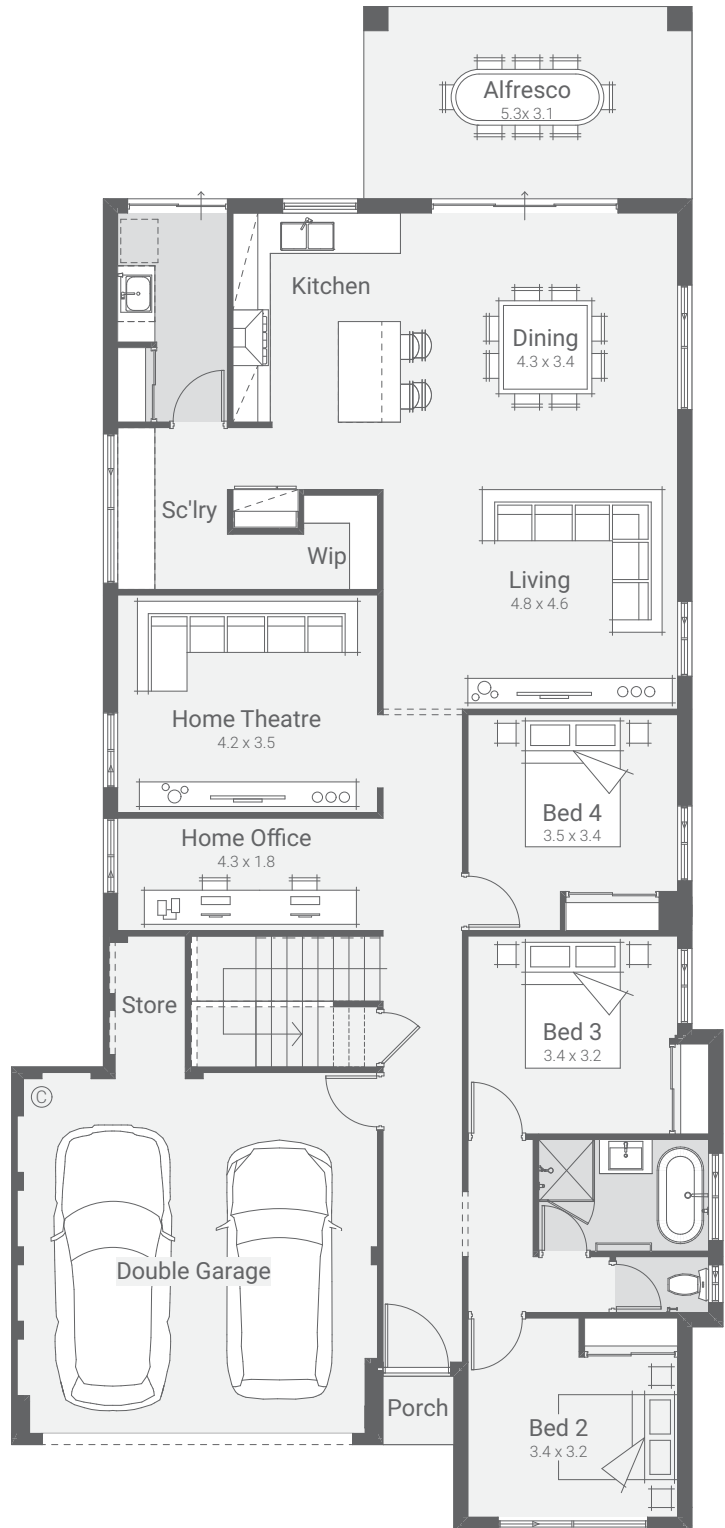 Alfresco
5.3x 3.1
Kitchen
Dining
4.3 x 3.4
Sc'lry
Wip
Living
4.8 x 4.6
Home Theatre
4.2 x 3.5
Bed 4
3.5 x 3.4
Home Office
4.3 x 1.8
Store
Bed 3
3.4 x 3.2
C
Double Garage
Porch
Bed 2
3.4 x 3.2